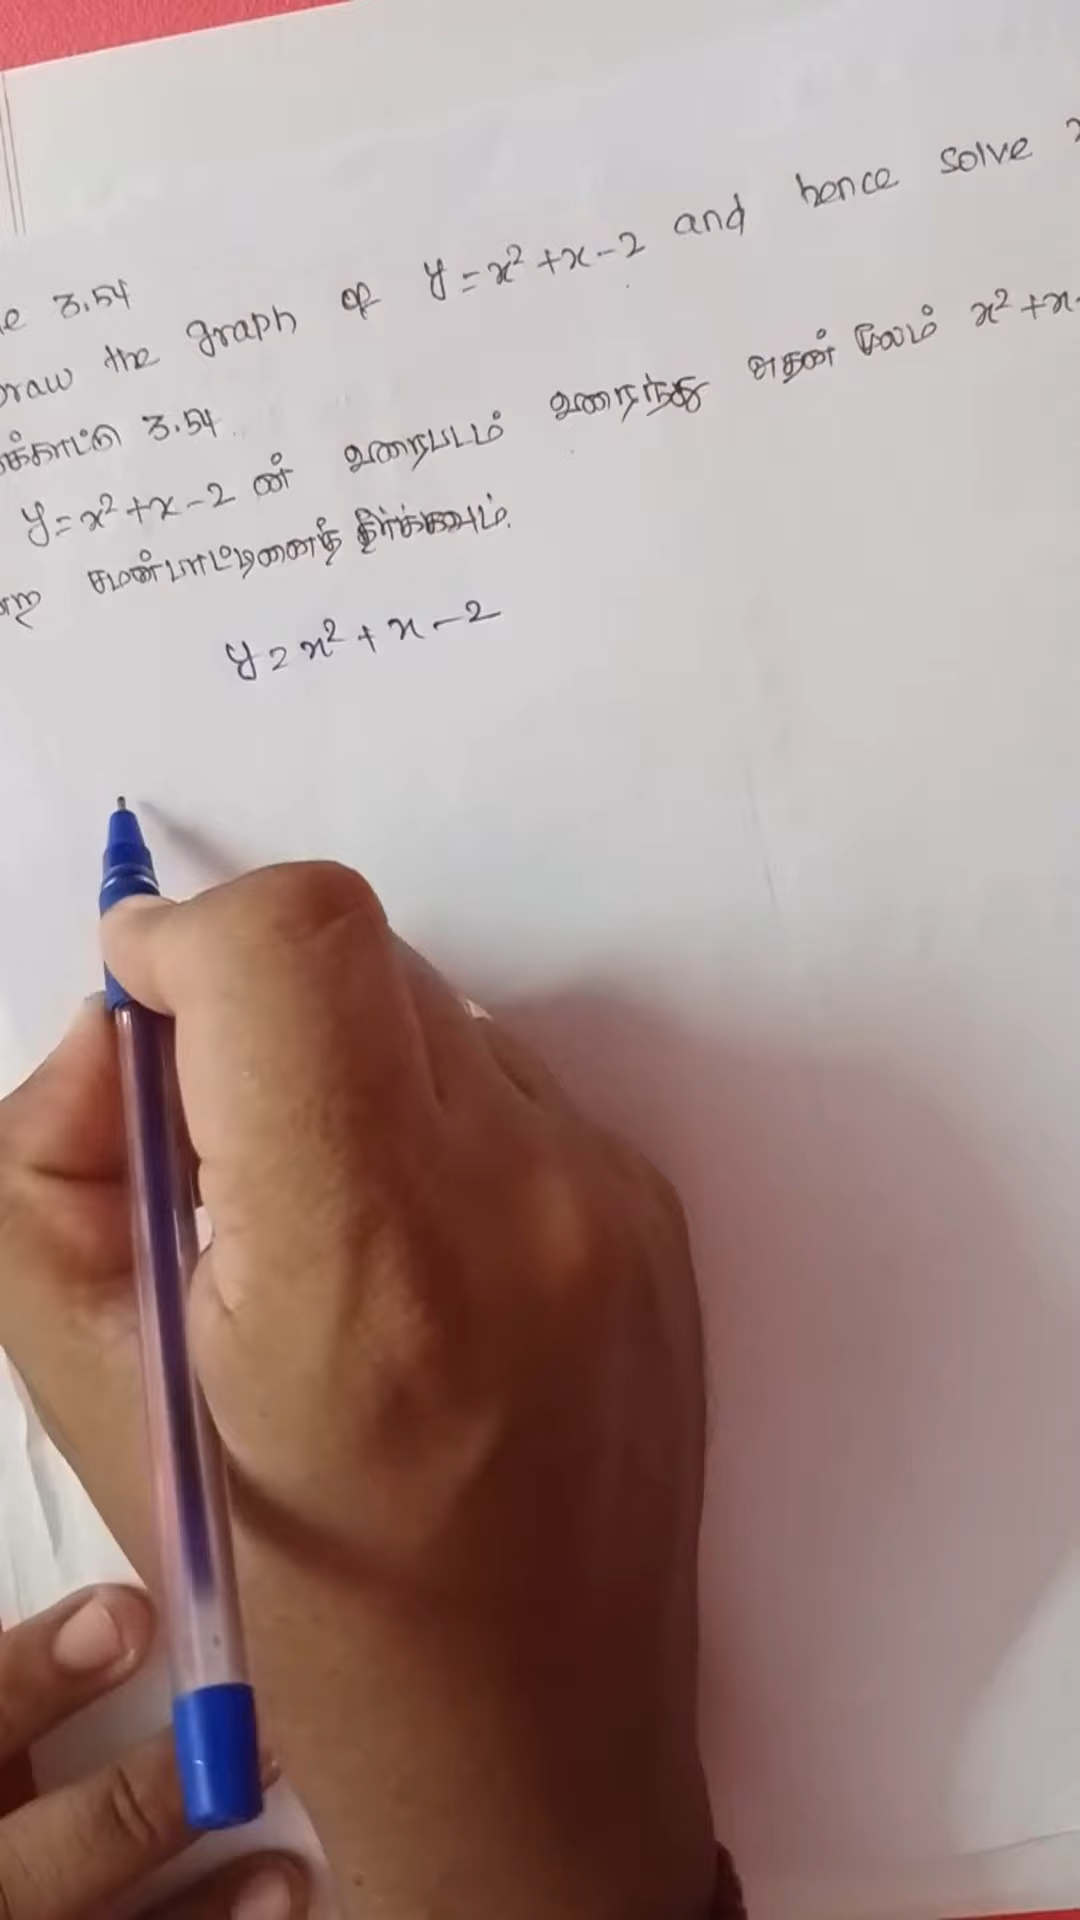 3.54
Draw the graph of y = x² + x - 2 and hence solve
3.54
y = x² + x - 2 ன் வரைபடம் வரைந்து அதன் மூலம் x² + x
சமன்பாட்டினைத் தீர்க்கவும்.
y = x² + x - 2